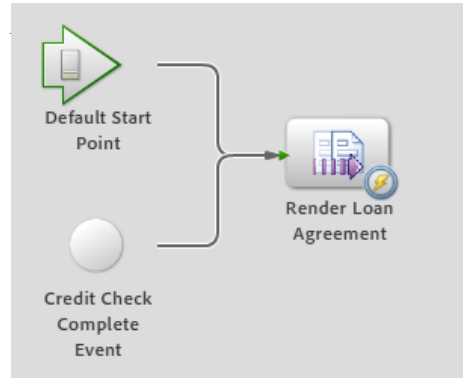 Default Start
Point
Render Loan
Agreement
Credit Check
Complete
Event